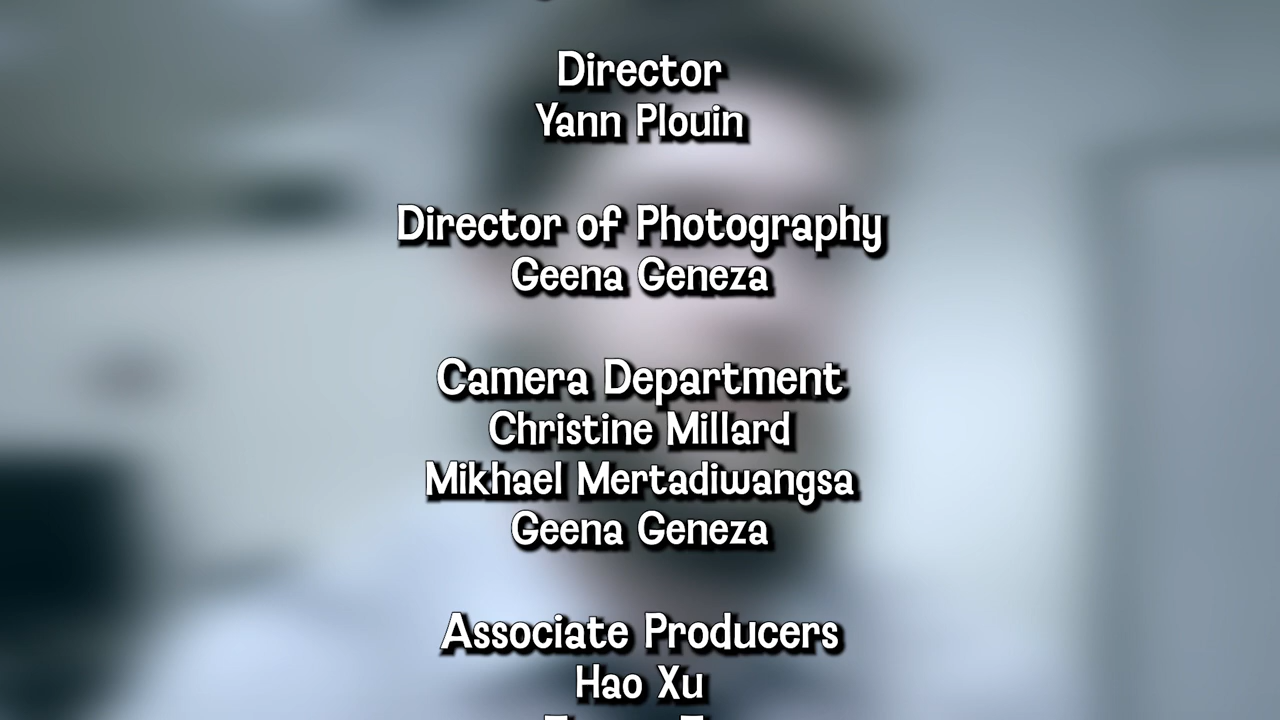 Director
Yann Plouin
Director of Photography
Geena Geneza
Camera Department
Christine Millard
Mikhael Mertadiwangsa
Geena Geneza
Associate Producers
Hao Xu